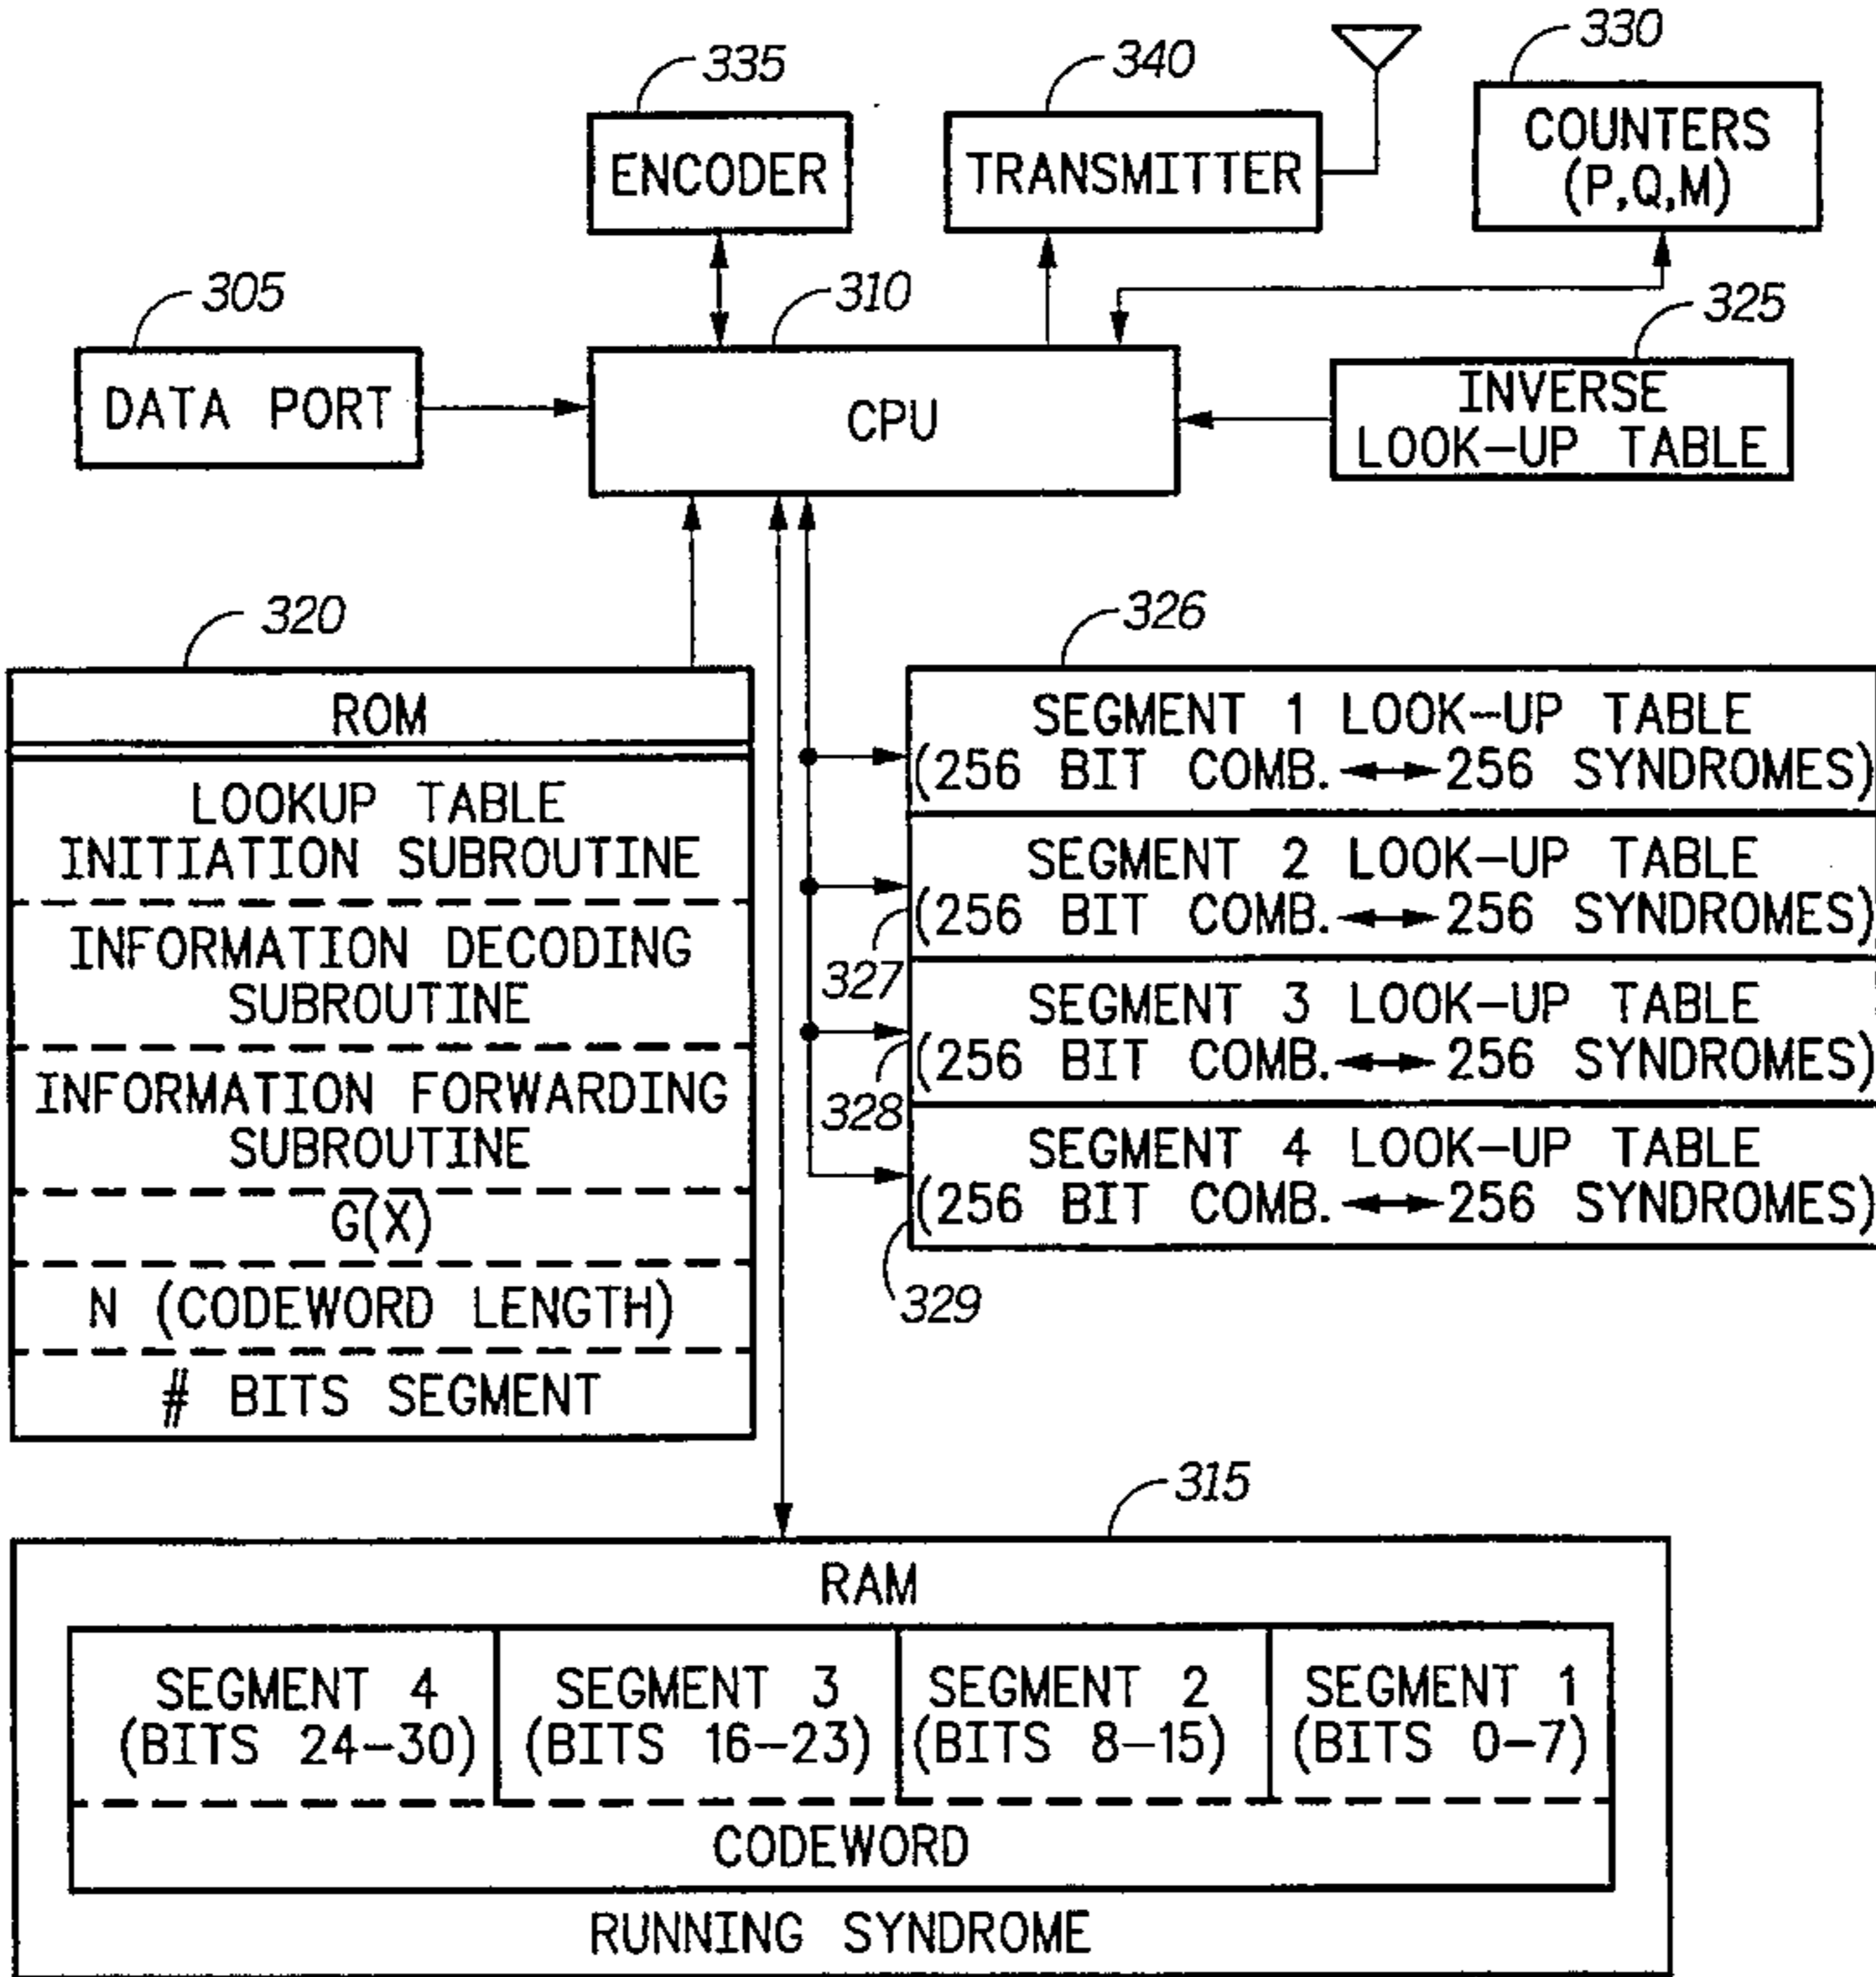 335
ENCODER
340
TRANSMITTER
330
COUNTERS
(P,Q,M)
305
DATA PORT
310
CPU
325
INVERSE
LOOK-UP TABLE
320
ROM
LOOKUP TABLE
INITIATION SUBROUTINE
INFORMATION DECODING
SUBROUTINE
INFORMATION FORWARDING
SUBROUTINE
G(X)
N (CODEWORD LENGTH)
# BITS SEGMENT
326
SEGMENT 1 LOOK-UP TABLE
(256 BIT COMB. ↔ 256 SYNDROMES)
SEGMENT 2 LOOK-UP TABLE
(256 BIT COMB. ↔ 256 SYNDROMES)
327
SEGMENT 3 LOOK-UP TABLE
(256 BIT COMB. ↔ 256 SYNDROMES)
328
SEGMENT 4 LOOK-UP TABLE
(256 BIT COMB. ↔ 256 SYNDROMES)
329
315
RAM
SEGMENT 4
(BITS 24-30)
SEGMENT 3
(BITS 16-23)
SEGMENT 2
(BITS 8-15)
SEGMENT 1
(BITS 0-7)
CODEWORD
RUNNING SYNDROME